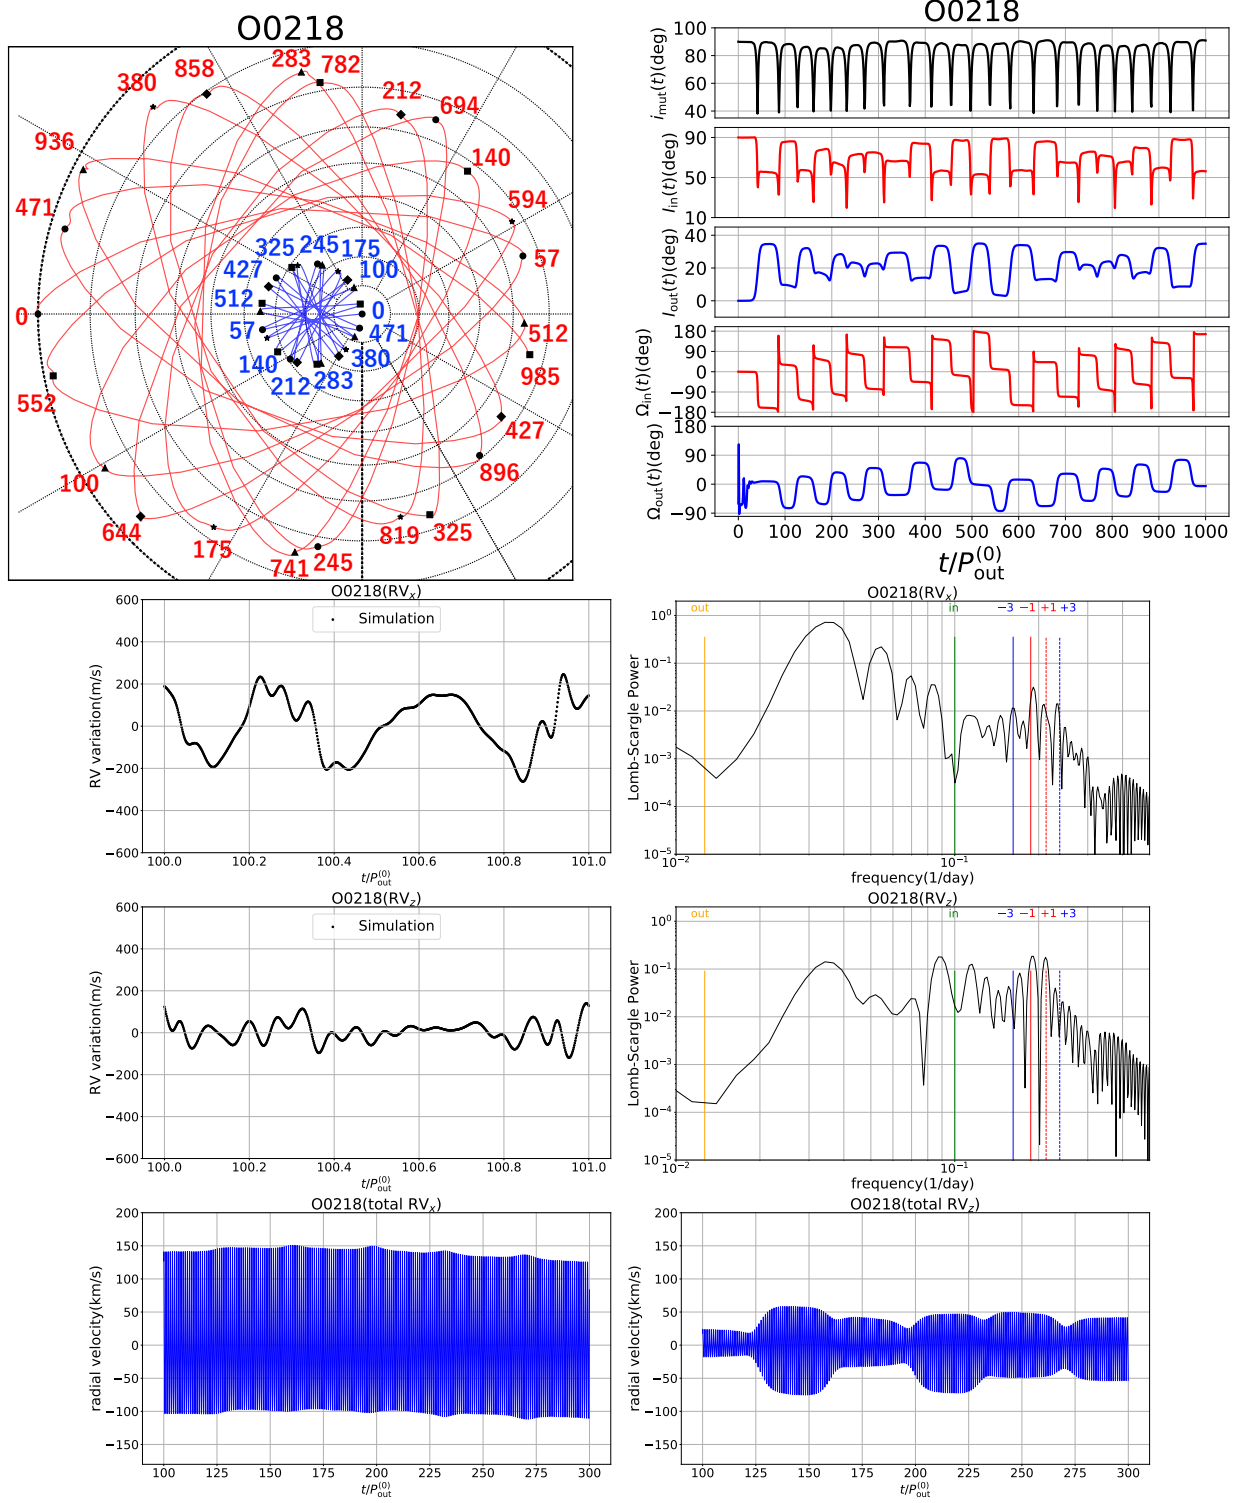 O0218
283
782
858
380
212
694
936
140
471
594
57
325
245
175
427
100
512
0
0
57
471
512
140
380
985
212
283
552
427
896
100
644
175
819
325
741
245
O0218
i_mut(t)(deg)
100
80
60
40
I_in(t)(deg)
90
50
10
I_out(t)(deg)
40
20
0
Ω_in(t)(deg)
180
90
0
−90
−180
Ω_out(t)(deg)
180
90
0
−90
0 100 200 300 400 500 600 700 800 900 1000
t/P_out^(0)
O0218(RV_x)
Simulation
RV variation(m/s)
600
400
200
0
−200
−400
−600
100.0 100.2 100.4 100.6 100.8 101.0
t/P_out^(0)
O0218(RV_x)
out in −3 −1 +1 +3
Lomb-Scargle Power
10^0
10^−1
10^−2
10^−3
10^−4
10^−5
10^−2 10^−1
frequency(1/day)
O0218(RV_z)
Simulation
RV variation(m/s)
600
400
200
0
−200
−400
−600
100.0 100.2 100.4 100.6 100.8 101.0
t/P_out^(0)
O0218(RV_z)
out in −3 −1 +1 +3
Lomb-Scargle Power
10^0
10^−1
10^−2
10^−3
10^−4
10^−5
10^−2 10^−1
frequency(1/day)
O0218(total RV_x)
radial velocity(km/s)
200
150
100
50
0
−50
−100
−150
100 125 150 175 200 225 250 275 300
t/P_out^(0)
O0218(total RV_z)
radial velocity(km/s)
200
150
100
50
0
−50
−100
−150
100 125 150 175 200 225 250 275 300
t/P_out^(0)